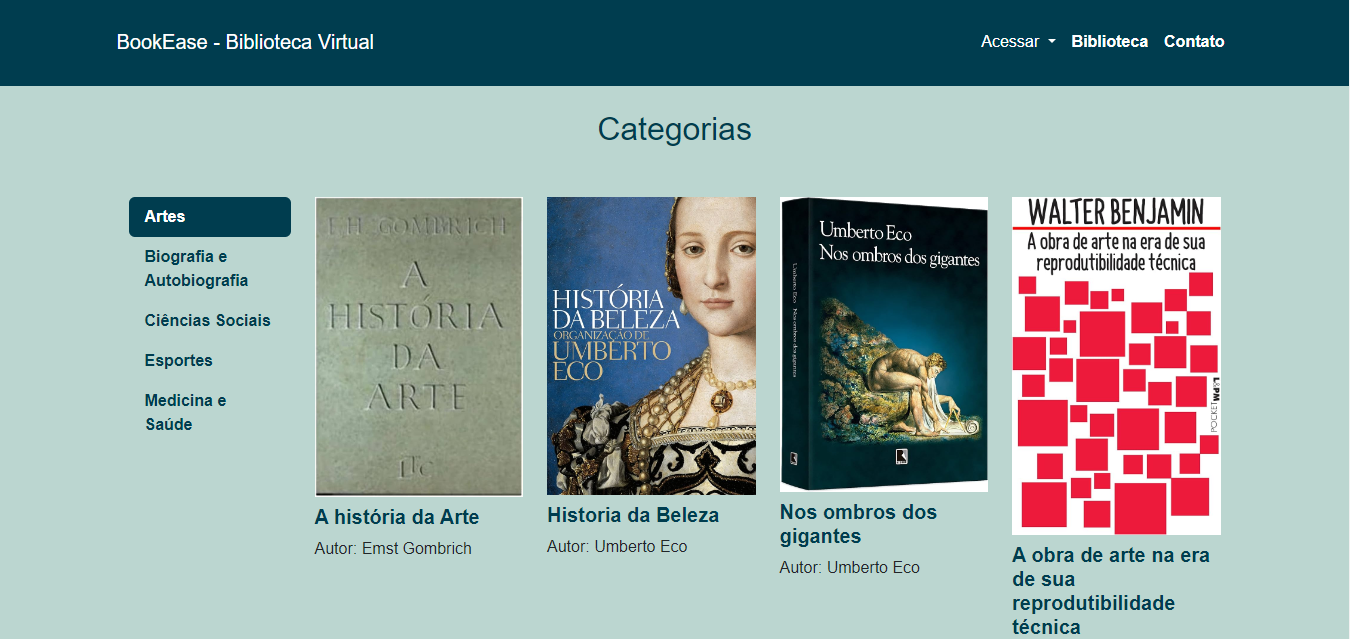 BookEase - Biblioteca Virtual
Acessar
Biblioteca
Contato
Categorias
Artes
Biografia e
Autobiografia
Ciências Sociais
Esportes
Medicina e
Saúde
E.H. GOMBRICH
A
HISTÓRIA
DA
ARTE
LTC
A história da Arte
Autor: Ernst Gombrich
HISTÓRIA
DA BELEZA
ORGANIZAÇÃO DE
UMBERTO
ECO
Historia da Beleza
Autor: Umberto Eco
Umberto Eco
Nos ombros dos gigantes
Umberto Eco Nos ombros dos gigantes
Nos ombros dos
gigantes
Autor: Umberto Eco
WALTER BENJAMIN
A obra de arte na era de sua
reprodutibilidade técnica
L&PM POCKET
A obra de arte na era
de sua
reprodutibilidade
técnica